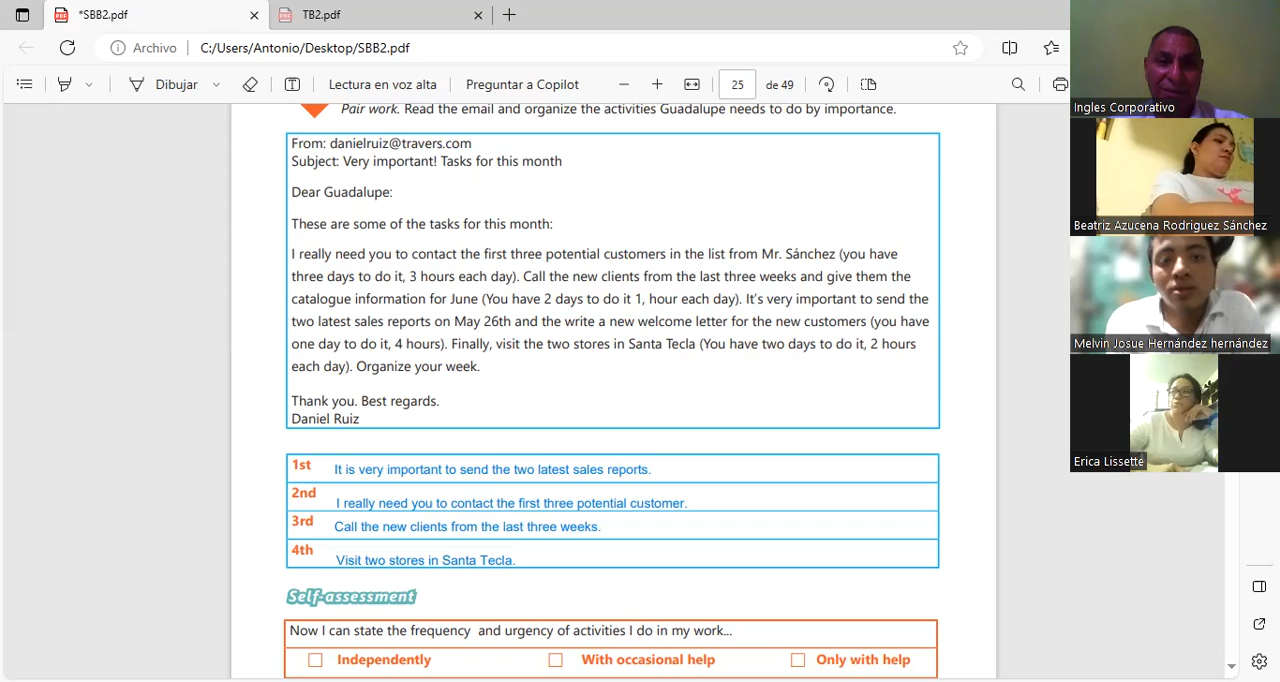 *SBB2.pdf
TB2.pdf
Archivo
C:/Users/Antonio/Desktop/SBB2.pdf
Dibujar
Lectura en voz alta
Preguntar a Copilot
25
de 49
Pair work. Read the email and organize the activities Guadalupe needs to do by importance.
From: danielruiz@travers.com
Subject: Very important! Tasks for this month
Dear Guadalupe:
These are some of the tasks for this month:
I really need you to contact the first three potential customers in the list from Mr. Sánchez (you have
three days to do it, 3 hours each day). Call the new clients from the last three weeks and give them the
catalogue information for June (You have 2 days to do it 1, hour each day). It's very important to send the
two latest sales reports on May 26th and the write a new welcome letter for the new customers (you have
one day to do it, 4 hours). Finally, visit the two stores in Santa Tecla (You have two days to do it, 2 hours
each day). Organize your week.
Thank you. Best regards.
Daniel Ruiz
1st It is very important to send the two latest sales reports.
2nd I really need you to contact the first three potential customer.
3rd Call the new clients from the last three weeks.
4th Visit two stores in Santa Tecla.
Self-assessment
Now I can state the frequency and urgency of activities I do in my work...
Independently With occasional help Only with help
Ingles Corporativo
Beatriz Azucena Rodriguez Sánchez
Melvin Josue Hernández hernández
Erica Lissette